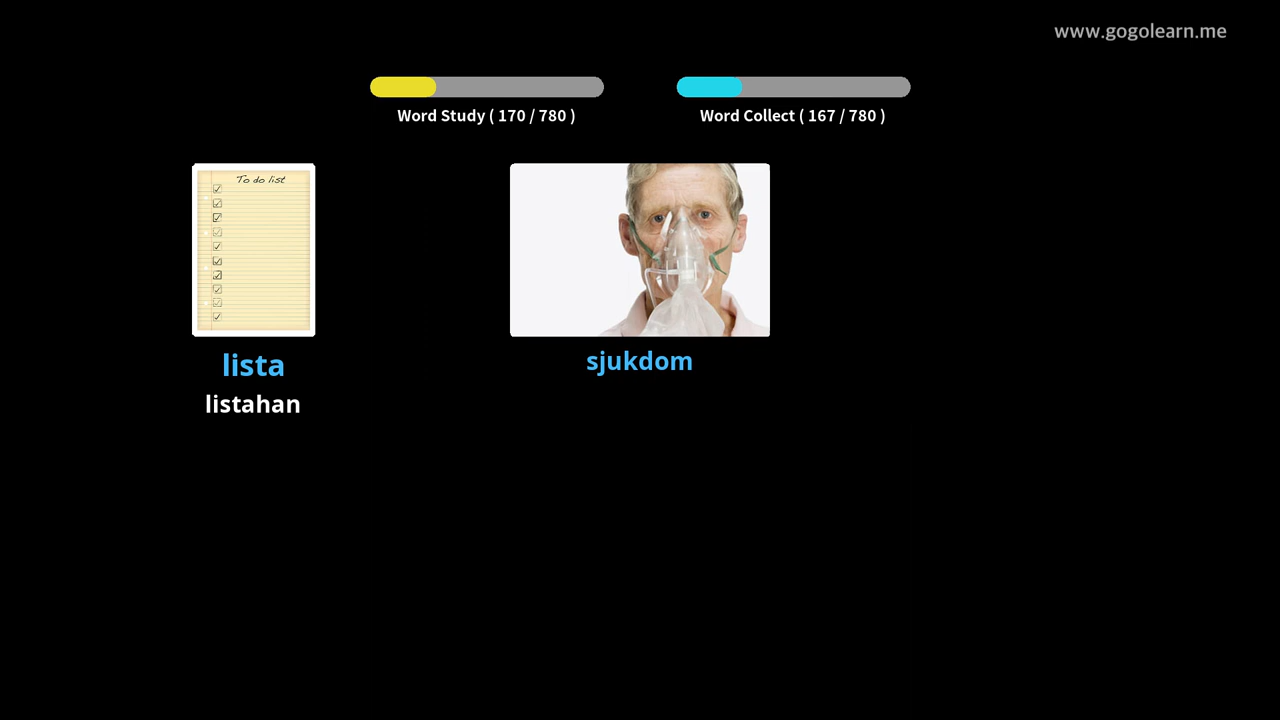 www.gogolearn.me
Word Study ( 170 / 780 )
Word Collect ( 167 / 780 )
To do list
lista
listahan
sjukdom